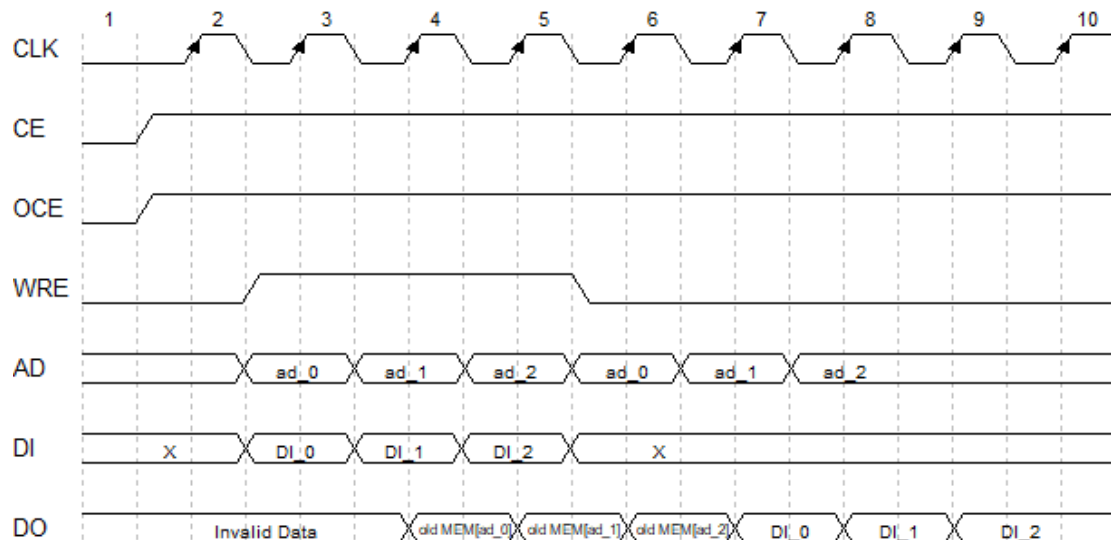 1 2 3 4 5 6 7 8 9 10
CLK
CE
OCE
WRE
AD ad_0 ad_1 ad_2 ad_0 ad_1 ad_2
DI X DI_0 DI_1 DI_2 X
DO Invalid Data old MEM[ad_0] old MEM[ad_1] old MEM[ad_2] DI_0 DI_1 DI_2